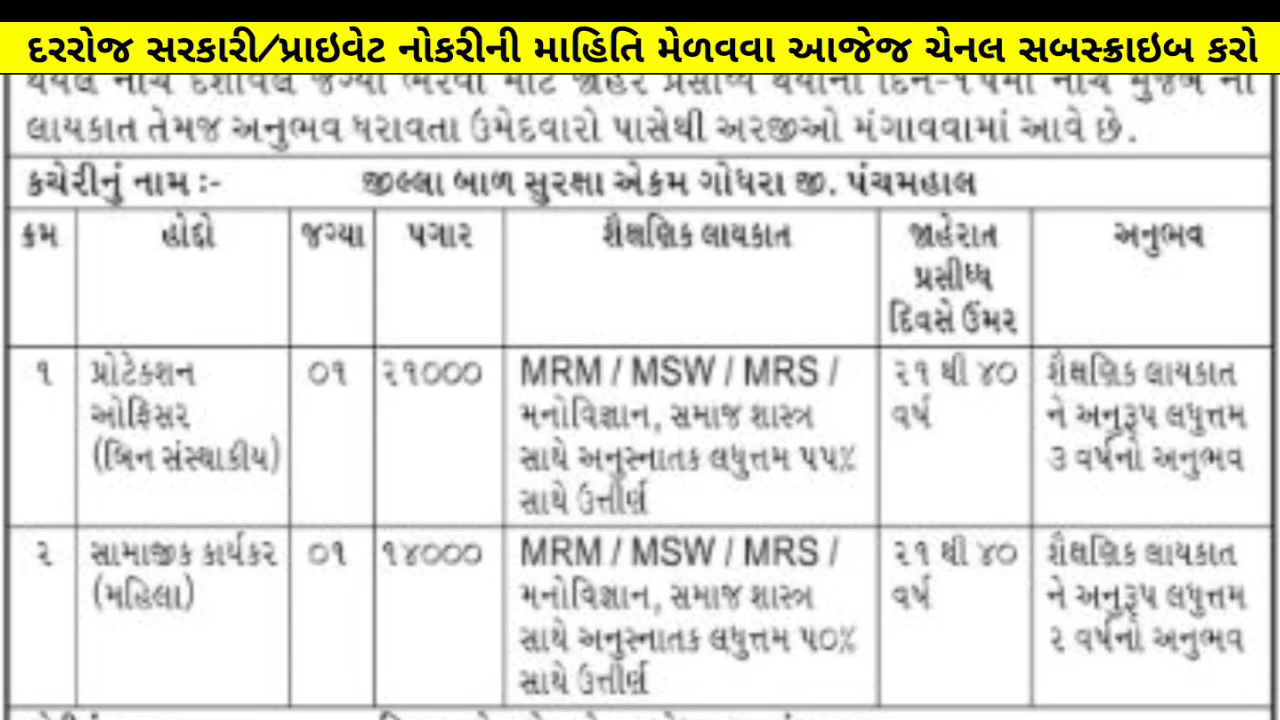 દરરોજ સરકારી/પ્રાઇવેટ નોકરીની માહિતિ મેળવવા આજેજ ચેનલ સબસ્ક્રાઇબ કરો
થયેલ નીચે દર્શાવેલ જગ્યા ભરવા માટે જાહેર પ્રસીધ્ધ થયાના દિન-૧૫માં નીચે મુજબ ની
લાયકાત તેમજ અનુભવ ધરાવતા ઉમેદવારો પાસેથી અરજીઓ મંગાવવામાં આવે છે.
કચેરીનું નામ :- જીલ્લા બાળ સુરક્ષા એકમ ગોધરા જી. પંચમહાલ
ક્રમ હોદ્દો જગ્યા પગાર શૈક્ષણિક લાયકાત જાહેરાત અનુભવ
પ્રસીધ્ધ
દિવસે ઉંમર
૧ પ્રોટેકશન ૦૧ ૨૧૦૦૦ MRM / MSW / MRS / ૨૧ થી ૪૦ શૈક્ષણિક લાયકાત
ઓફિસર મનોવિજ્ઞાન, સમાજ શાસ્ત્ર વર્ષ ને અનુરૂપ લઘુત્તમ
(બિન સંસ્થાકીય) સાથે અનુસ્નાતક લઘુત્તમ ૫૫% ૩ વર્ષનો અનુભવ
સાથે ઉત્તીર્ણ
૨ સામાજીક કાર્યકર ૦૧ ૧૪૦૦૦ MRM / MSW / MRS / ૨૧ થી ૪૦ શૈક્ષણિક લાયકાત
(મહિલા) મનોવિજ્ઞાન, સમાજ શાસ્ત્ર વર્ષ ને અનુરૂપ લઘુત્તમ
સાથે અનુસ્નાતક લઘુત્તમ ૫૦% ૨ વર્ષનો અનુભવ
સાથે ઉત્તીર્ણ